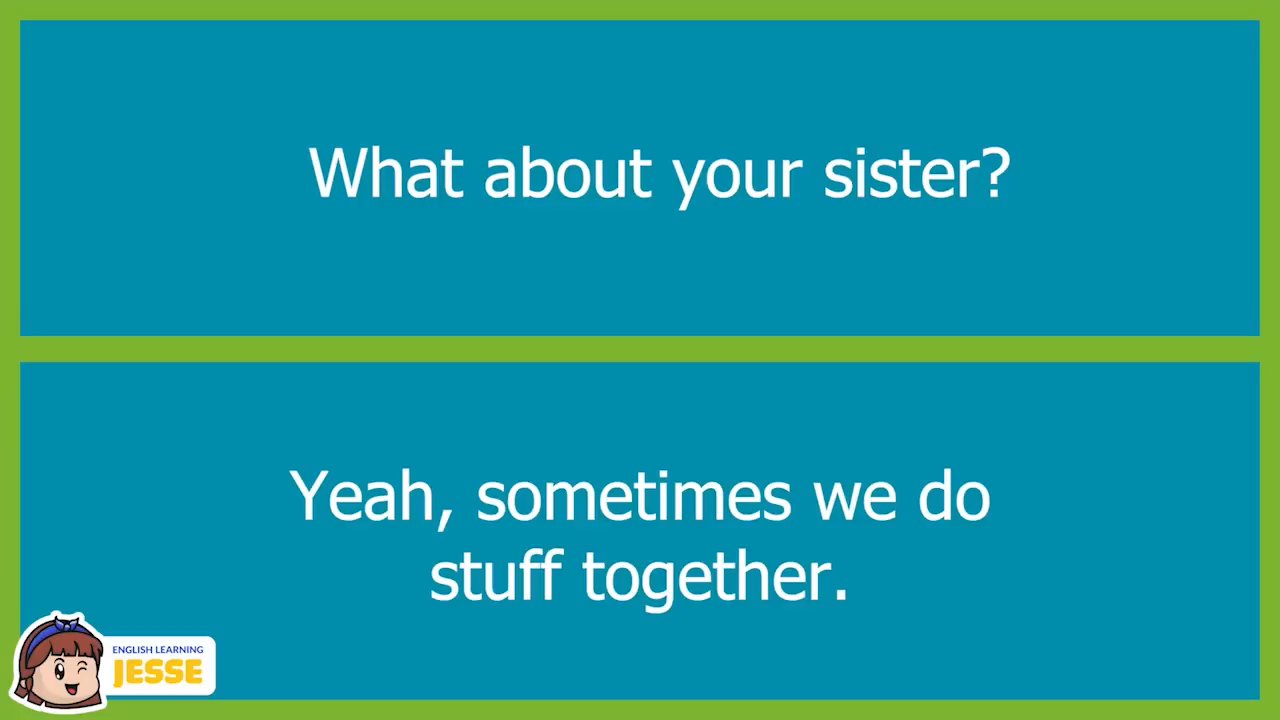 What about your sister?
Yeah, sometimes we do
stuff together.
ENGLISH LEARNING
JESSE